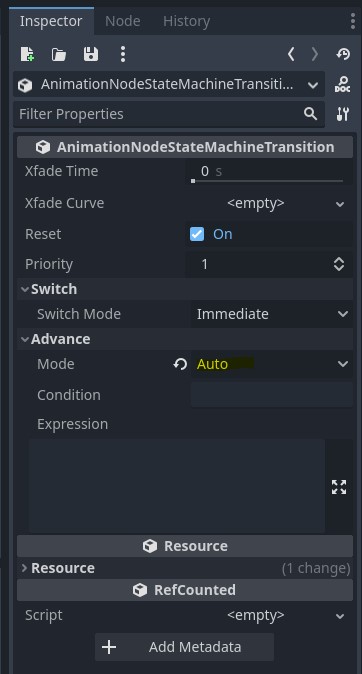 Inspector Node History
AnimationNodeStateMachineTransiti... DOC
Filter Properties
AnimationNodeStateMachineTransition
Xfade Time 0 s
Xfade Curve <empty>
Reset On
Priority 1
Switch
Switch Mode Immediate
Advance
Mode Auto
Condition
Expression
Resource
Resource (1 change)
RefCounted
Script <empty>
Add Metadata